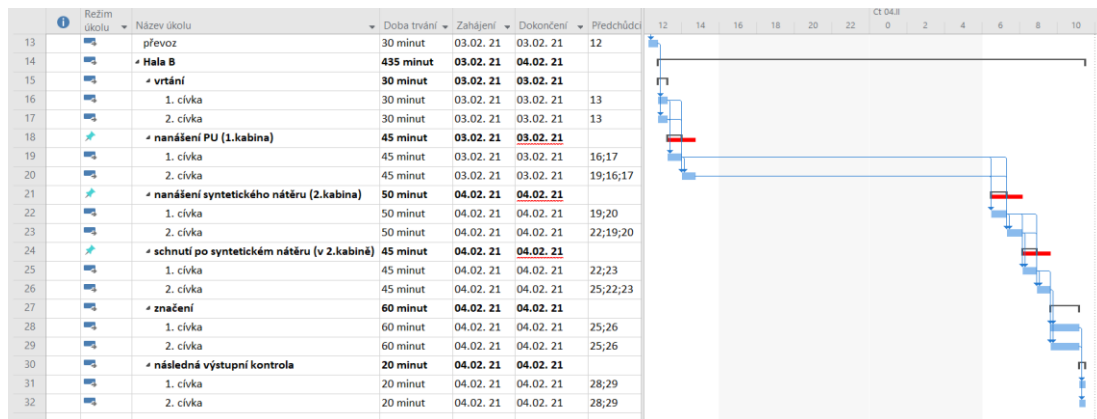 Režim úkolu Název úkolu Doba trvání Zahájení Dokončení Předchůdci
Čt 04.II
12 14 16 18 20 22 0 2 4 6 8 10
13 převoz 30 minut 03.02. 21 03.02. 21 12
14 Hala B 435 minut 03.02. 21 04.02. 21
15 vrtání 30 minut 03.02. 21 03.02. 21
16 1. cívka 30 minut 03.02. 21 03.02. 21 13
17 2. cívka 30 minut 03.02. 21 03.02. 21 13
18 nanášení PU (1.kabina) 45 minut 03.02. 21 03.02. 21
19 1. cívka 45 minut 03.02. 21 03.02. 21 16;17
20 2. cívka 45 minut 03.02. 21 03.02. 21 19;16;17
21 nanášení syntetického nátěru (2.kabina) 50 minut 04.02. 21 04.02. 21
22 1. cívka 50 minut 04.02. 21 04.02. 21 19;20
23 2. cívka 50 minut 04.02. 21 04.02. 21 22;19;20
24 schnutí po syntetickém nátěru (v 2.kabině) 45 minut 04.02. 21 04.02. 21
25 1. cívka 45 minut 04.02. 21 04.02. 21 22;23
26 2. cívka 45 minut 04.02. 21 04.02. 21 25;22;23
27 značení 60 minut 04.02. 21 04.02. 21
28 1. cívka 60 minut 04.02. 21 04.02. 21 25;26
29 2. cívka 60 minut 04.02. 21 04.02. 21 25;26
30 následná výstupní kontrola 20 minut 04.02. 21 04.02. 21
31 1. cívka 20 minut 04.02. 21 04.02. 21 28;29
32 2. cívka 20 minut 04.02. 21 04.02. 21 28;29